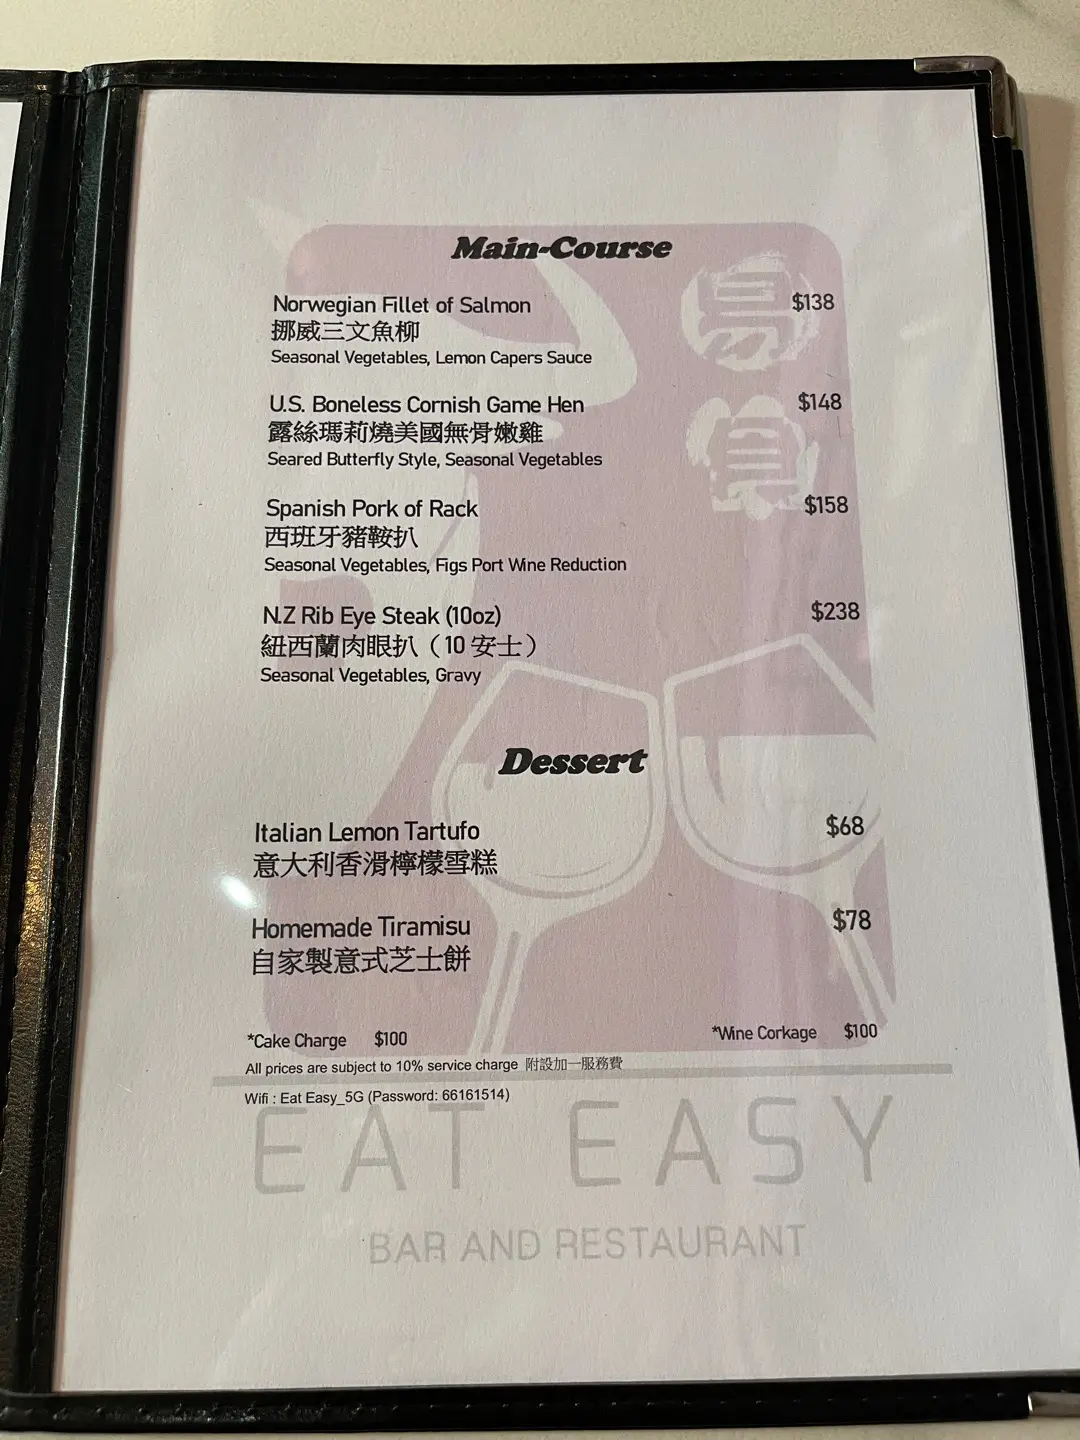 Main-Course
Norwegian Fillet of Salmon $138
挪威三文魚柳
Seasonal Vegetables, Lemon Capers Sauce
U.S. Boneless Cornish Game Hen $148
露絲瑪莉燒美國無骨嫩雞
Seared Butterfly Style, Seasonal Vegetables
Spanish Pork of Rack $158
西班牙豬鞍扒
Seasonal Vegetables, Figs Port Wine Reduction
N.Z Rib Eye Steak (10oz) $238
紐西蘭肉眼扒（10 安士）
Seasonal Vegetables, Gravy
易
食
Dessert
Italian Lemon Tartufo $68
意大利香滑檸檬雪糕
Homemade Tiramisu $78
自家製意式芝士餅
*Cake Charge $100 *Wine Corkage $100
All prices are subject to 10% service charge 附設加一服務費
Wifi : Eat Easy_5G (Password: 66161514)
EAT EASY
BAR AND RESTAURANT